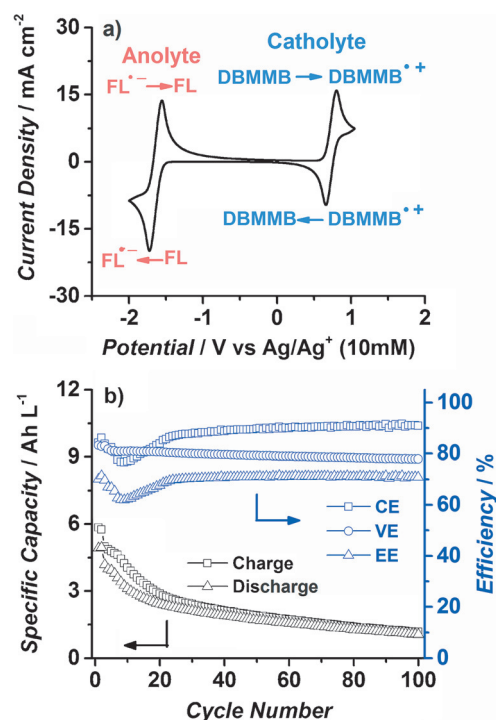 a)
Anolyte
Catholyte
FL•− → FL
DBMMB → DBMMB•+
DBMMB ← DBMMB•+
FL•− ← FL
Current Density / mA cm-2
30
15
0
-15
-30
-2 -1 0 1 2
Potential / V vs Ag/Ag+ (10mM)
b)
Specific Capacity / Ah L-1
12
9
6
3
0
CE
VE
EE
Charge
Discharge
100
80
60
40
20
0
Efficiency / %
0 20 40 60 80 100
Cycle Number